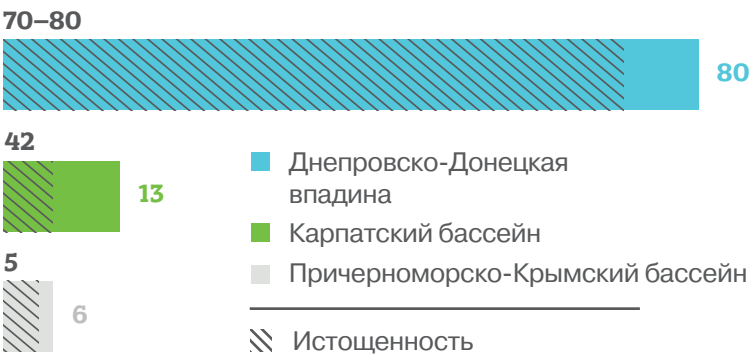 70–80
80
42
13
5
6
Днепровско-Донецкая
впадина
Карпатский бассейн
Причерноморско-Крымский бассейн
Истощенность